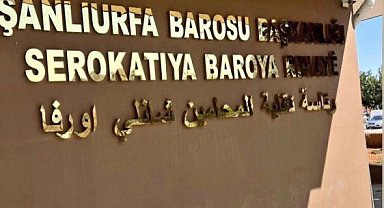 ŞANLIURFA BAROSU BAŞKANLIĞI
SEROKATIYA BAROYA RIHAYÊ
رئاسة نقابة المحامين شانلي اورفا